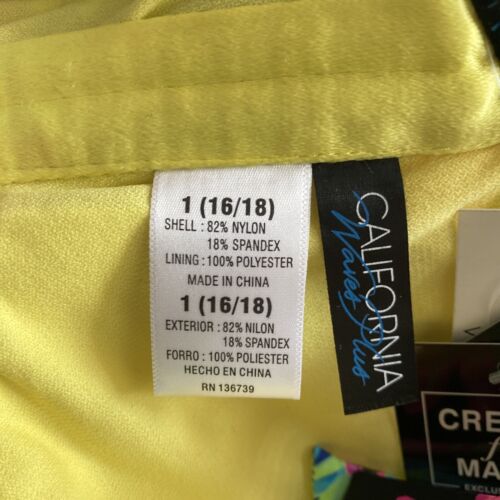 1 (16/18)
SHELL : 82% NYLON
18% SPANDEX
LINING : 100% POLYESTER
MADE IN CHINA
1 (16/18)
EXTERIOR : 82% NILON
18% SPANDEX
FORRO : 100% POLIESTER
HECHO EN CHINA
RN 136739
CALIFORNIA
Waves Plus
CRE
f
MA
EXCLU